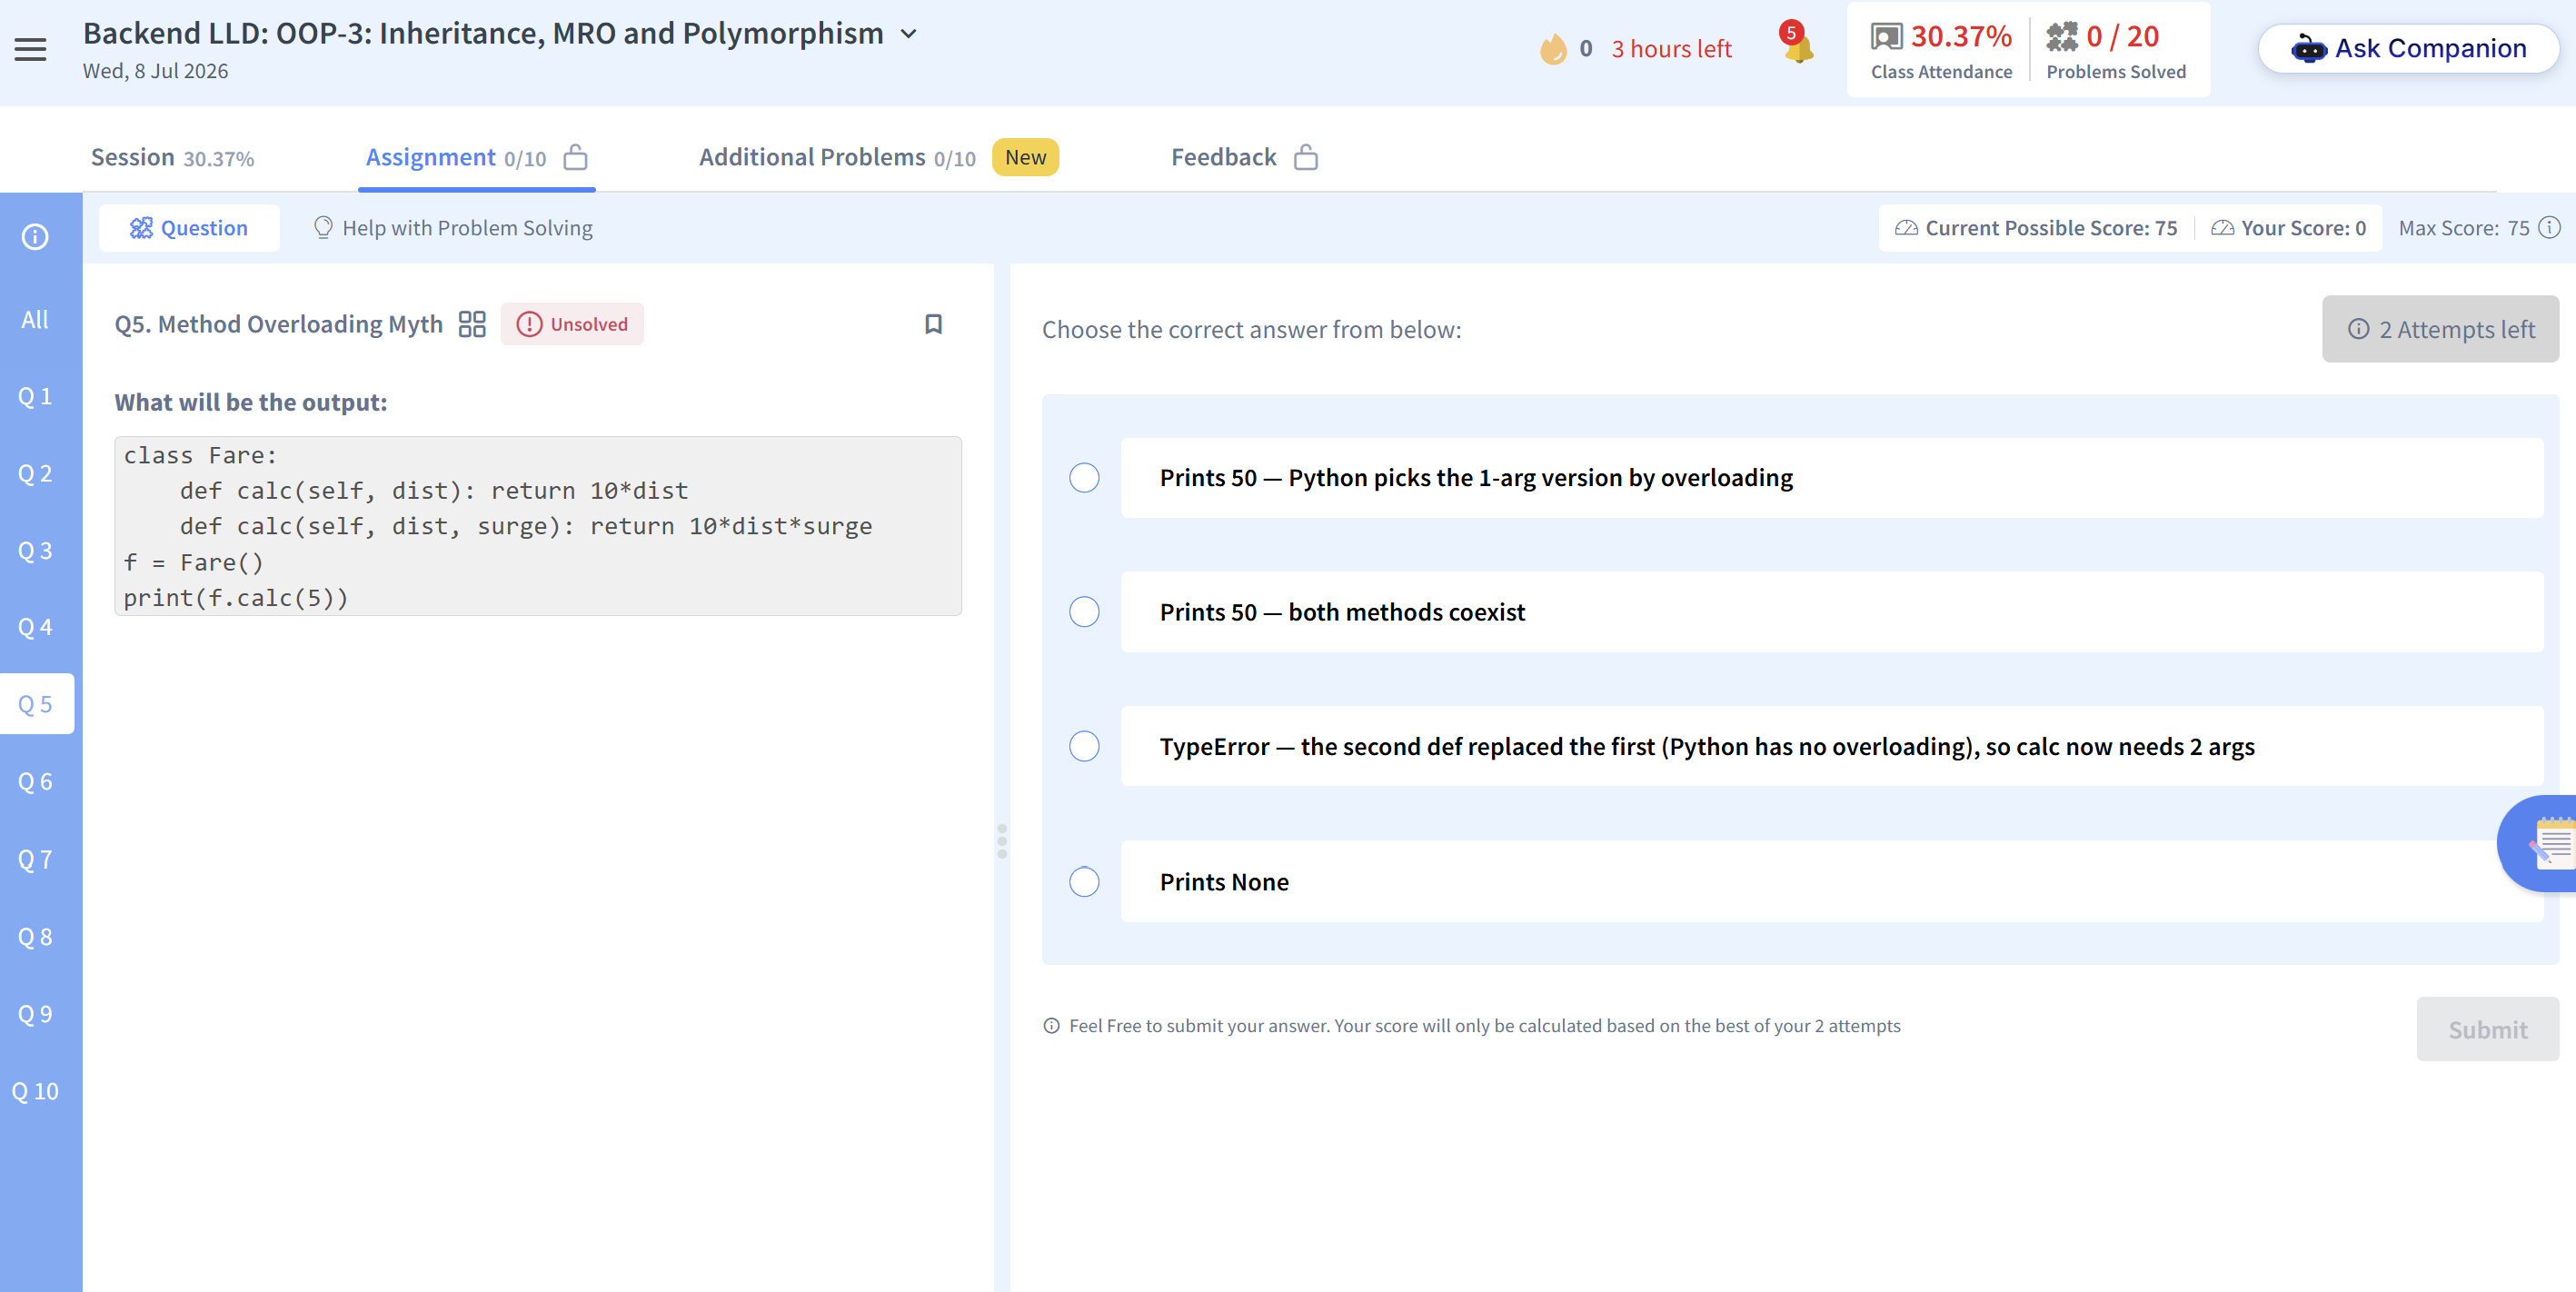 Backend LLD: OOP-3: Inheritance, MRO and Polymorphism
Wed, 8 Jul 2026
0 3 hours left
5
30.37%
Class Attendance
0 / 20
Problems Solved
Ask Companion
Session 30.37%
Assignment 0/10
Additional Problems 0/10 New
Feedback
Question
Help with Problem Solving
Current Possible Score: 75
Your Score: 0
Max Score: 75
All
Q 1
Q 2
Q 3
Q 4
Q 5
Q 6
Q 7
Q 8
Q 9
Q 10
Q5. Method Overloading Myth
Unsolved
What will be the output:
class Fare:
    def calc(self, dist): return 10*dist
    def calc(self, dist, surge): return 10*dist*surge
f = Fare()
print(f.calc(5))
Choose the correct answer from below:
2 Attempts left
Prints 50 — Python picks the 1-arg version by overloading
Prints 50 — both methods coexist
TypeError — the second def replaced the first (Python has no overloading), so calc now needs 2 args
Prints None
Feel Free to submit your answer. Your score will only be calculated based on the best of your 2 attempts
Submit